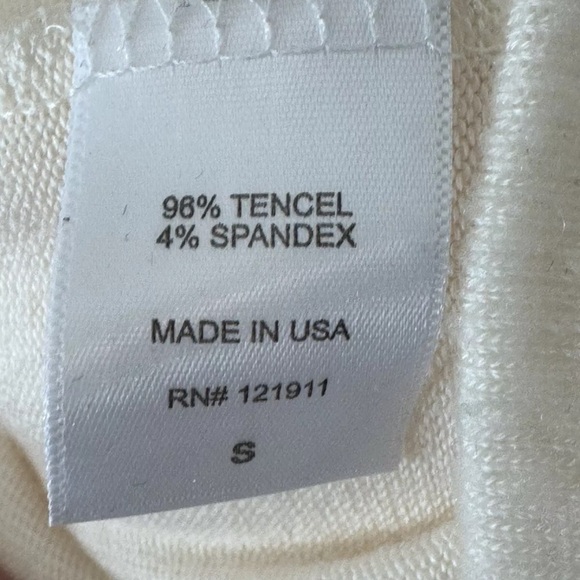 96% TENCEL
4% SPANDEX
MADE IN USA
RN# 121911
S